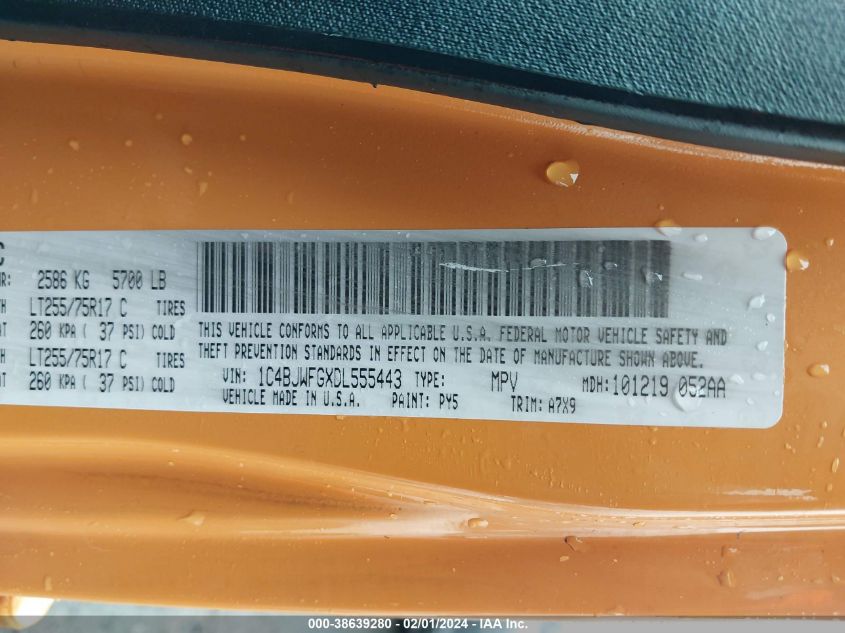 C
2586 KG 5700 LB
LT255/75R17 C TIRES
260 KPA ( 37 PSI) COLD
LT255/75R17 C TIRES
260 KPA ( 37 PSI) COLD
THIS VEHICLE CONFORMS TO ALL APPLICABLE U.S.A. FEDERAL MOTOR VEHICLE SAFETY AND
THEFT PREVENTION STANDARDS IN EFFECT ON THE DATE OF MANUFACTURE SHOWN ABOVE.
VIN: 1C4BJWFGXDL555443 TYPE: MPV MDH: 101219 052AA
VEHICLE MADE IN U.S.A. PAINT: PY5 TRIM: A7X9
000-38639280 - 02/01/2024 - IAA Inc.